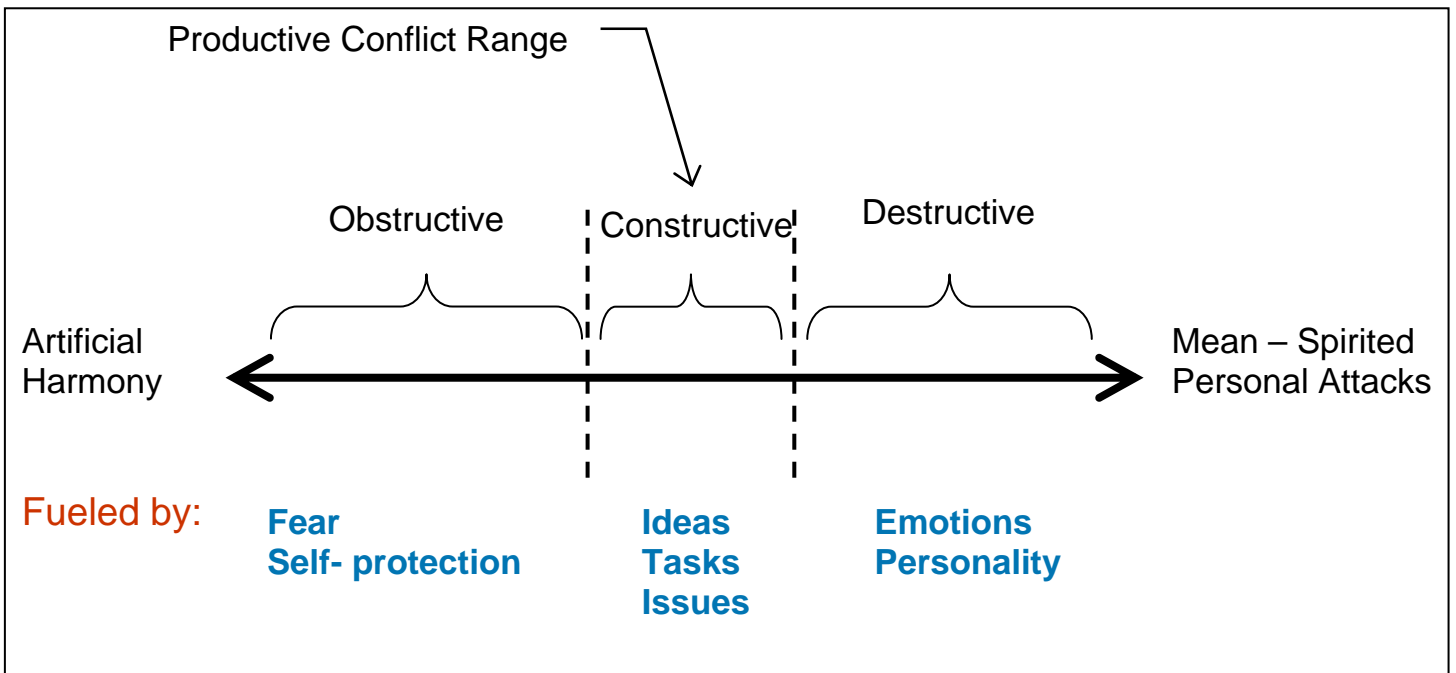 Productive Conflict Range
Obstructive
Constructive
Destructive
Artificial
Harmony
Mean – Spirited
Personal Attacks
Fueled by:
Fear
Self- protection
Ideas
Tasks
Issues
Emotions
Personality